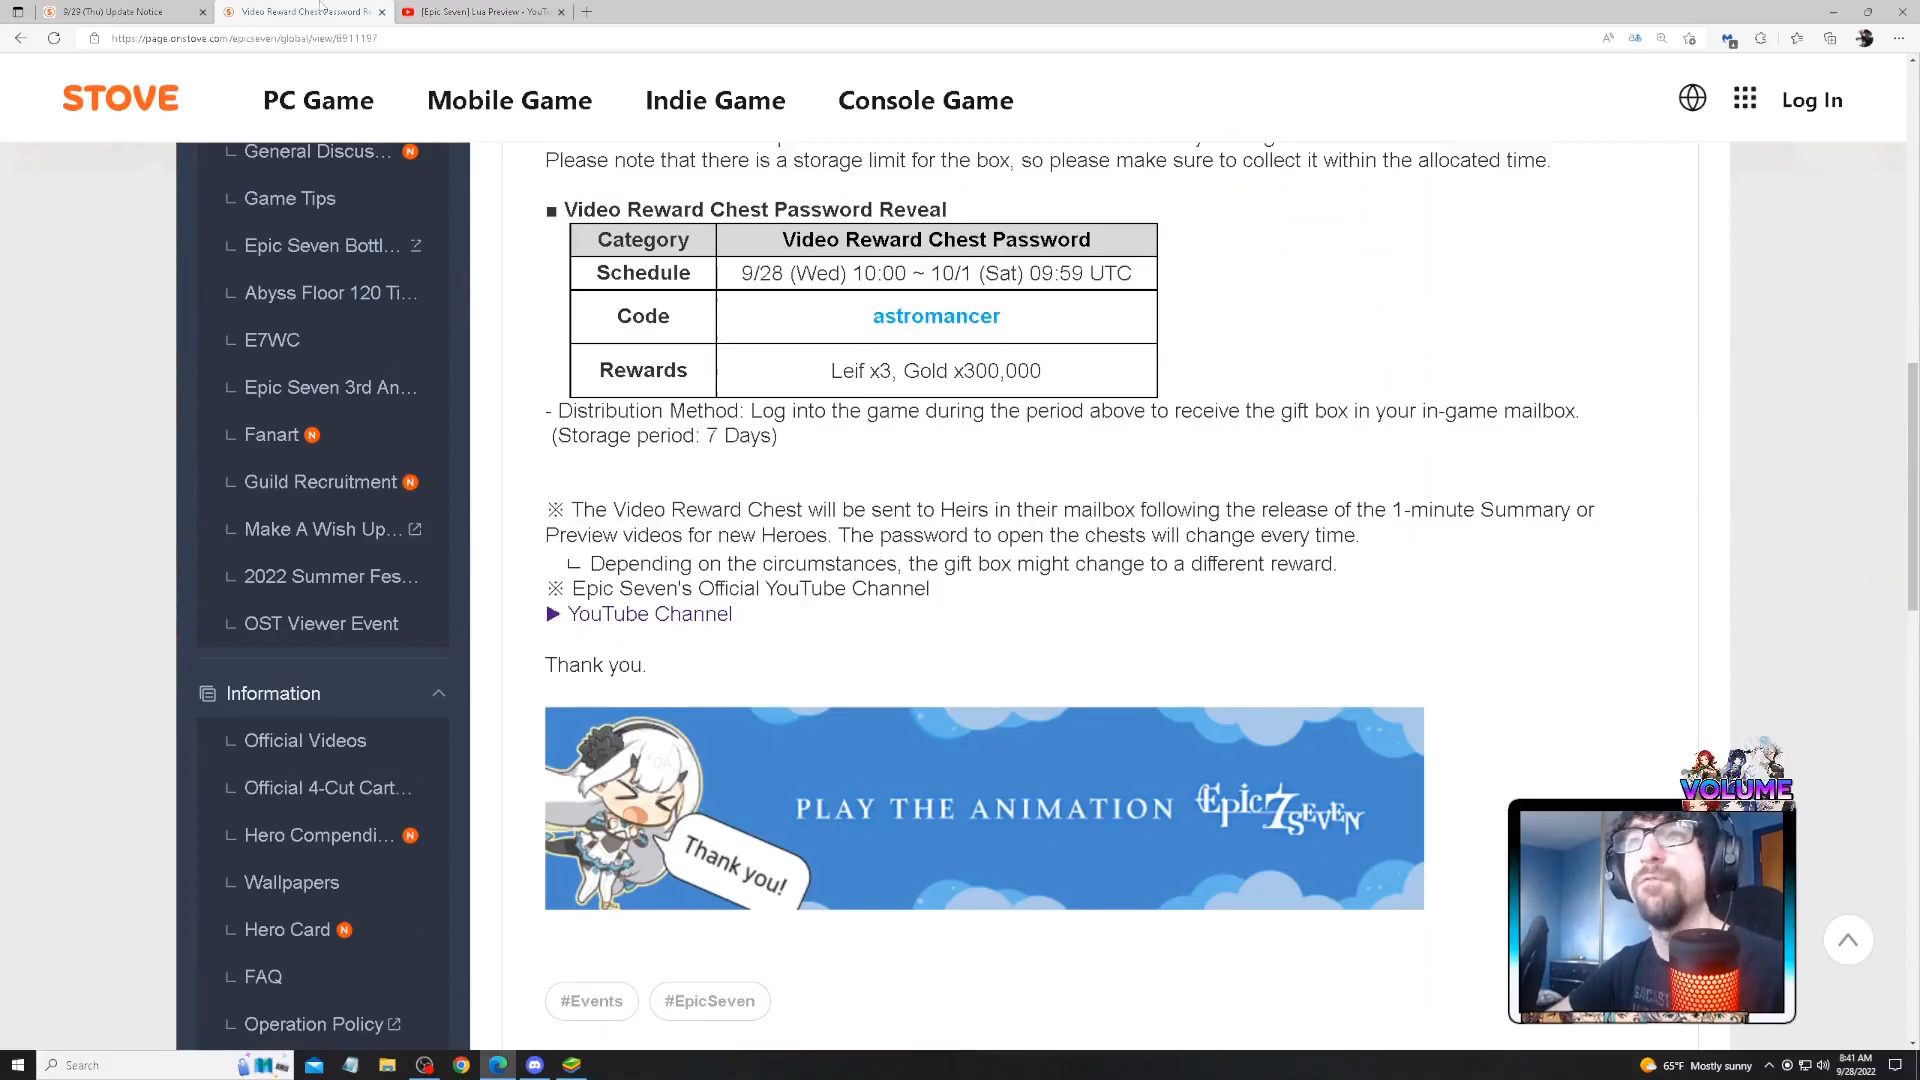 9/29 (Thu) Update Notice
Video Reward Chest Password Re
[Epic Seven] Lua Preview - YouTu
https://page.onstove.com/epicseven/global/view/8911197
STOVE
PC Game
Mobile Game
Indie Game
Console Game
Log In
General Discus... N
Game Tips
Epic Seven Bottl...
Abyss Floor 120 Ti...
E7WC
Epic Seven 3rd An...
Fanart N
Guild Recruitment N
Make A Wish Up...
2022 Summer Fes...
OST Viewer Event
Information
Official Videos
Official 4-Cut Cart...
Hero Compendi... N
Wallpapers
Hero Card N
FAQ
Operation Policy
Please note that there is a storage limit for the box, so please make sure to collect it within the allocated time.
■ Video Reward Chest Password Reveal
Category Video Reward Chest Password
Schedule 9/28 (Wed) 10:00 ~ 10/1 (Sat) 09:59 UTC
Code astromancer
Rewards Leif x3, Gold x300,000
- Distribution Method: Log into the game during the period above to receive the gift box in your in-game mailbox.
(Storage period: 7 Days)
※ The Video Reward Chest will be sent to Heirs in their mailbox following the release of the 1-minute Summary or
Preview videos for new Heroes. The password to open the chests will change every time.
ㄴ Depending on the circumstances, the gift box might change to a different reward.
※ Epic Seven's Official YouTube Channel
▶ YouTube Channel
Thank you.
Thank you!
PLAY THE ANIMATION
Epic 7 SEVEN
#Events
#EpicSeven
VOLUME
Search
65°F Mostly sunny
8:41 AM
9/28/2022